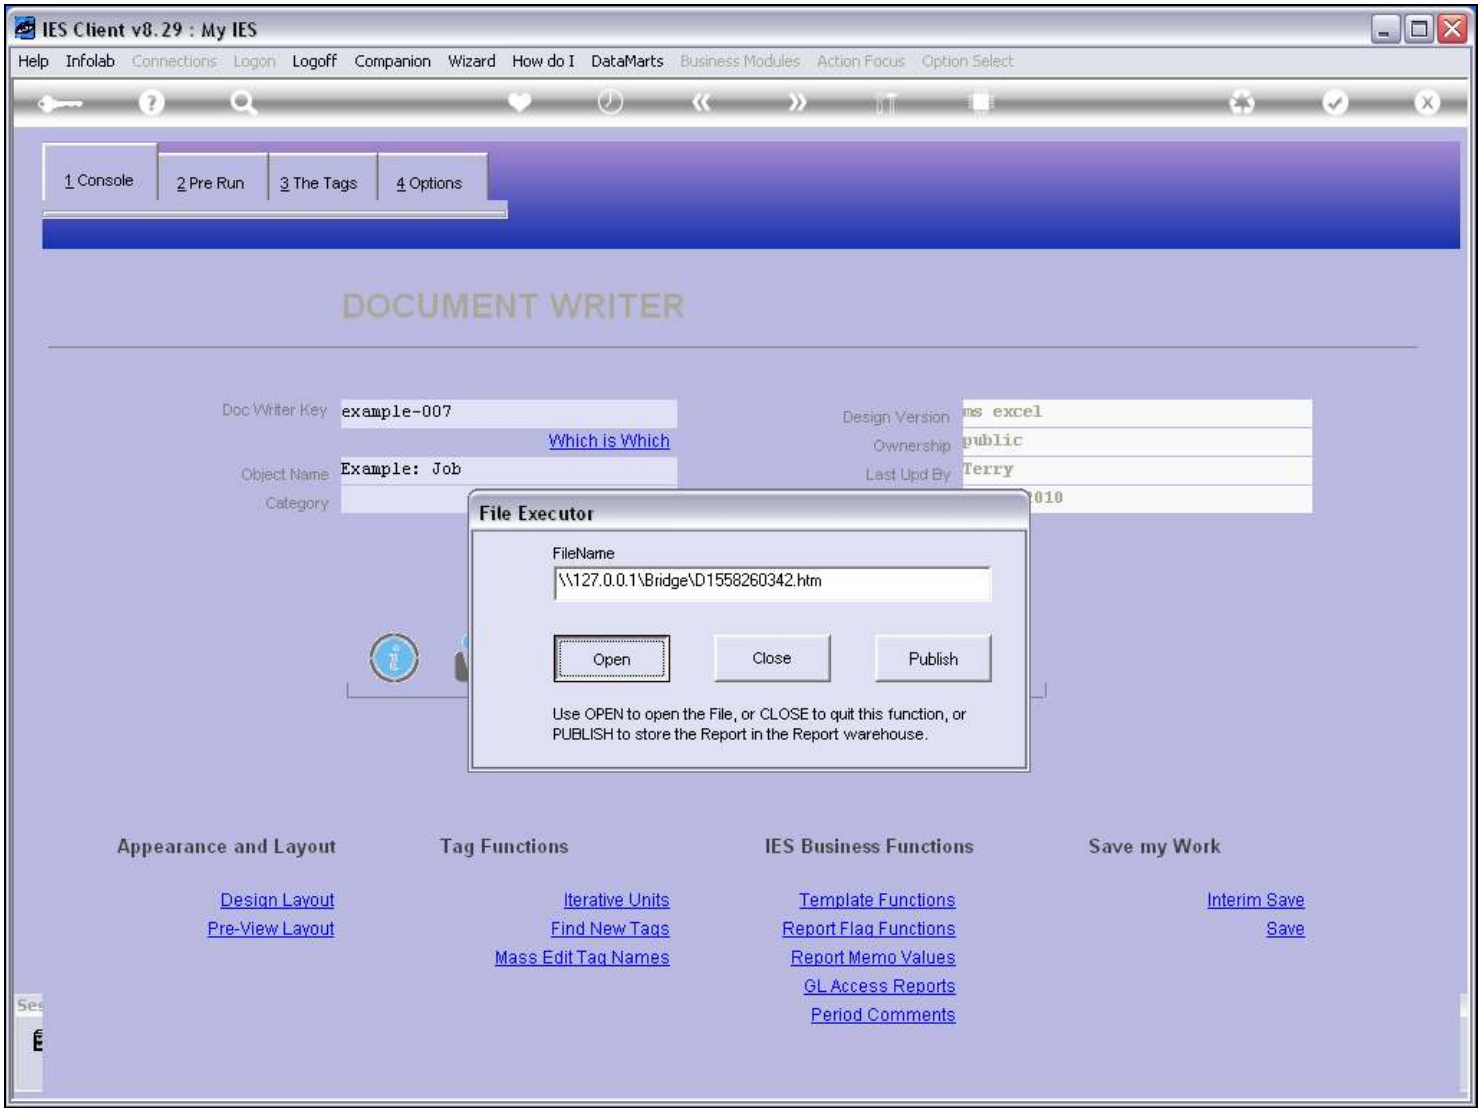 IES Client v8.29 : My IES
Help Infolab Connections Logon Logoff Companion Wizard How do I DataMarts Business Modules Action Focus Option Select
1 Console 2 Pre Run 3 The Tags 4 Options
DOCUMENT WRITER
Doc Writer Key example-007
Which is Which
Object Name Example: Job
Category
Design Version ms excel
Ownership public
Last Upd By Terry
2010
File Executor
FileName
\\127.0.0.1\Bridge\D1558260342.htm
Open Close Publish
Use OPEN to open the File, or CLOSE to quit this function, or
PUBLISH to store the Report in the Report warehouse.
Appearance and Layout Tag Functions IES Business Functions Save my Work
Design Layout Iterative Units Template Functions Interim Save
Pre-View Layout Find New Tags Report Flag Functions Save
Mass Edit Tag Names Report Memo Values
GL Access Reports
Period Comments